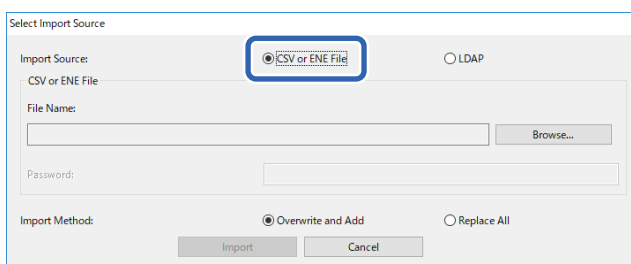 Select Import Source
Import Source: CSV or ENE File LDAP
CSV or ENE File
File Name:
Browse...
Password:
Import Method: Overwrite and Add Replace All
Import Cancel